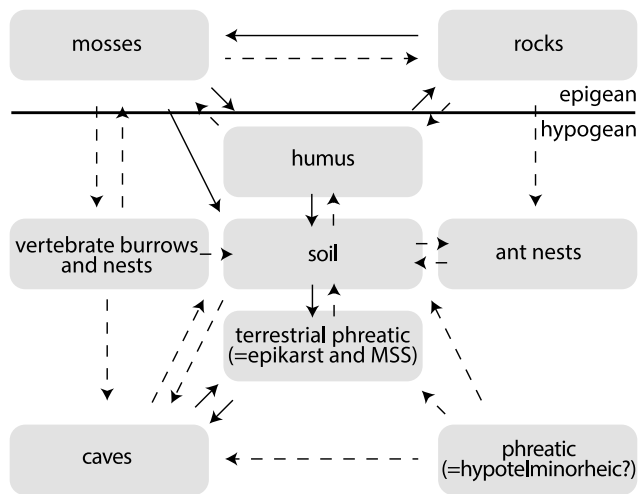 mosses
rocks
epigean
hypogean
humus
vertebrate burrows
and nests
soil
ant nests
terrestrial phreatic
(=epikarst and MSS)
caves
phreatic
(=hypotelminorheic?)